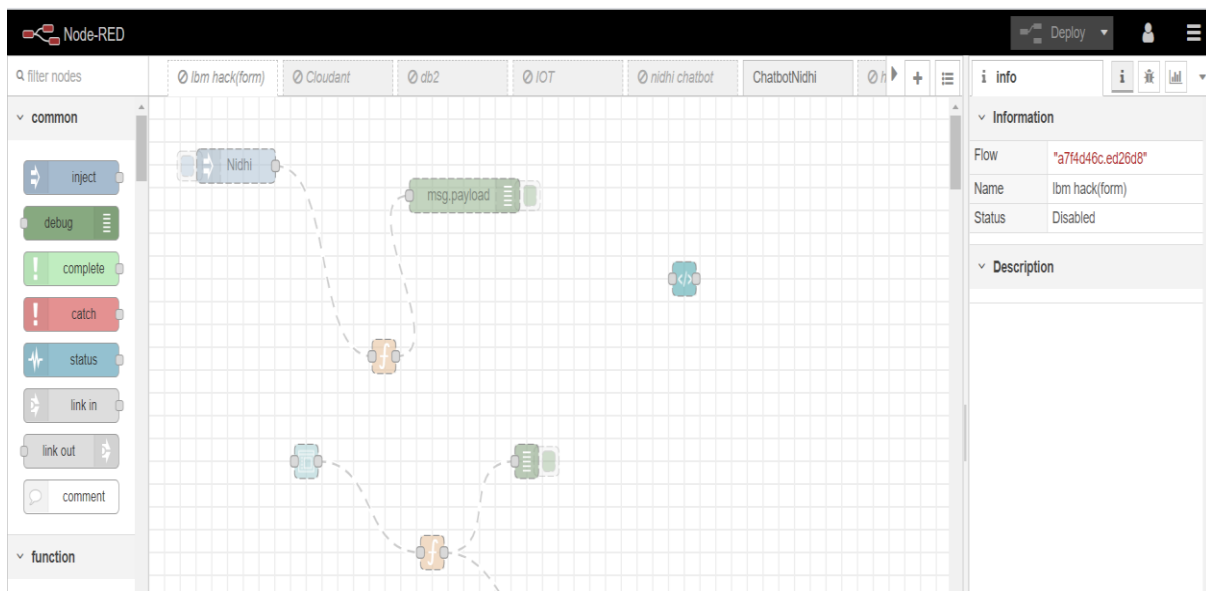 Node-RED
Deploy
filter nodes
Ibm hack(form)
Cloudant
db2
IOT
nidhi chatbot
ChatbotNidhi
i info
i
common
Information
inject
Nidhi
Flow
"a7f4d46c.ed26d8"
debug
msg.payload
Name
Ibm hack(form)
Status
Disabled
complete
Description
catch
status
link in
link out
comment
function